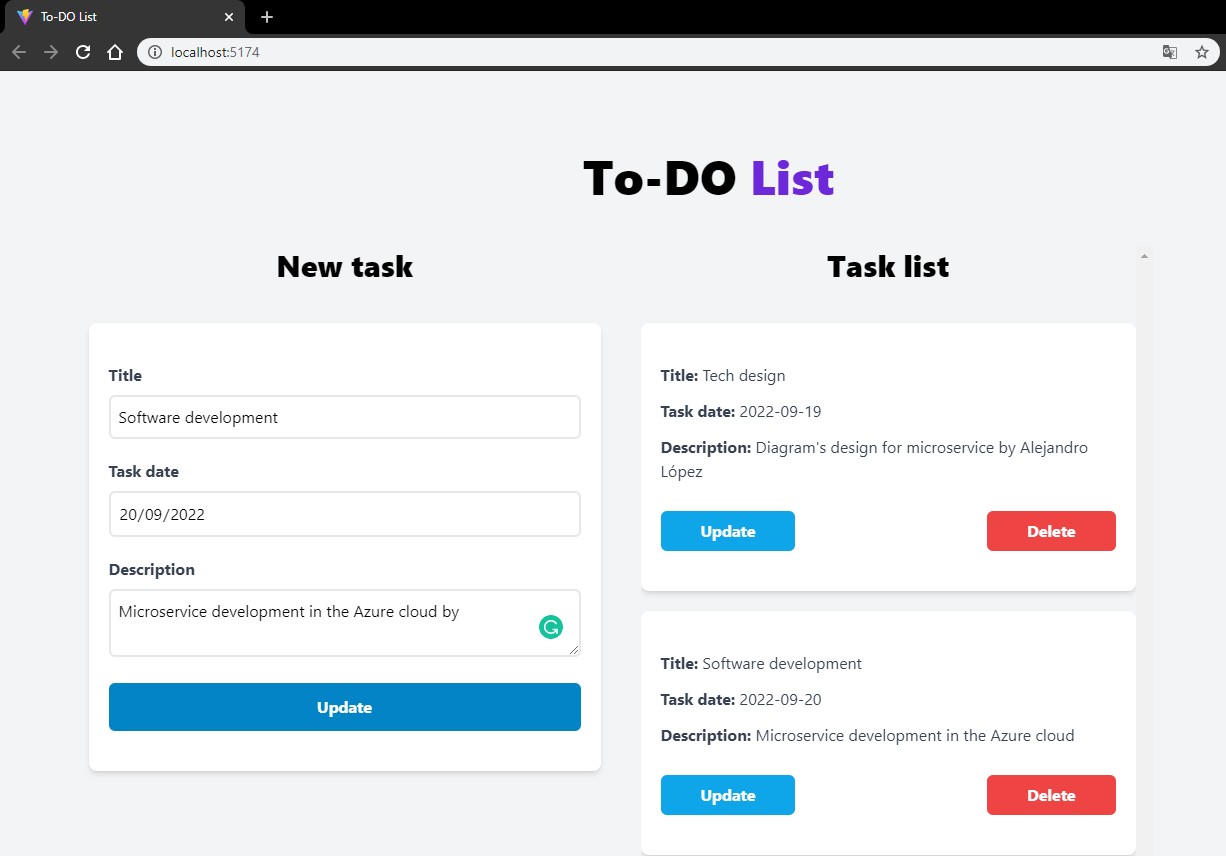 To-DO List
localhost:5174
To-DO List
New task
Title
Software development
Task date
20/09/2022
Description
Microservice development in the Azure cloud by
Update
Task list
Title: Tech design
Task date: 2022-09-19
Description: Diagram's design for microservice by Alejandro
López
Update
Delete
Title: Software development
Task date: 2022-09-20
Description: Microservice development in the Azure cloud
Update
Delete